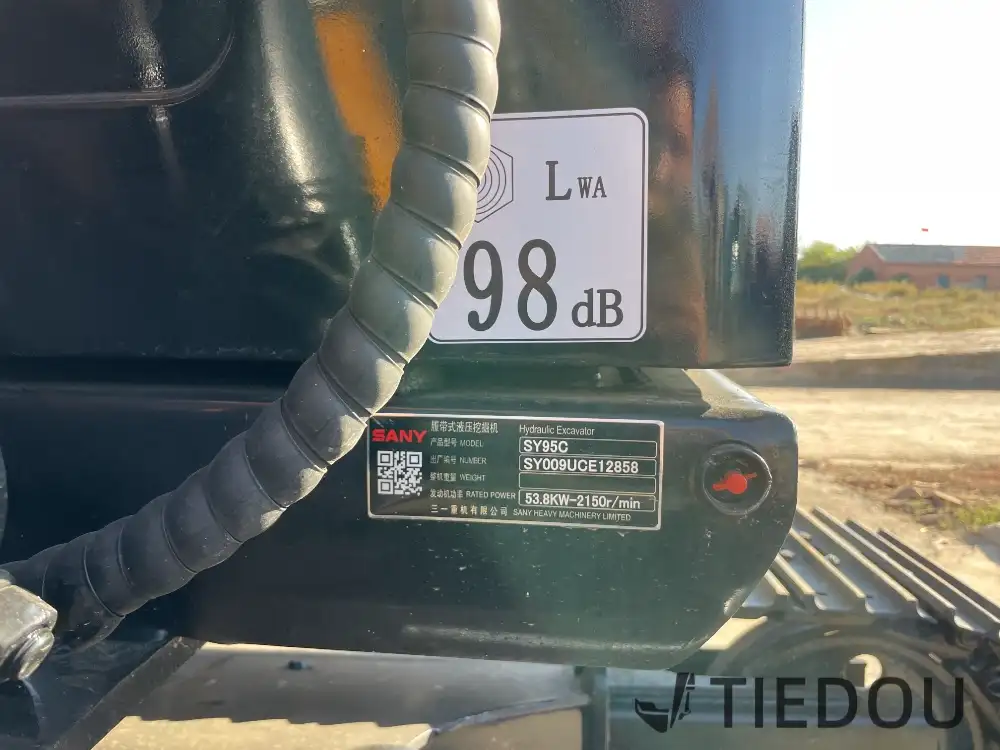 LWA
98 dB
SANY 履带式液压挖掘机 Hydraulic Excavator
产品型号 MODEL SY95C
出厂编号 NUMBER SY009UCE12858
整机重量 WEIGHT
发动机功率 RATED POWER 53.8KW-2150r/min
三一重机有限公司 SANY HEAVY MACHINERY LIMITED
TIEDOU